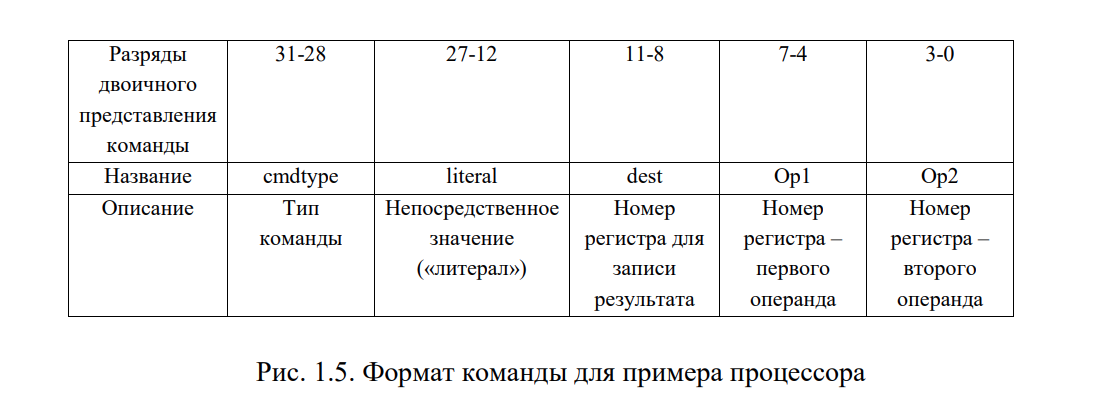 Разряды двоичного представления команды 31-28 27-12 11-8 7-4 3-0
Название cmdtype literal dest Op1 Op2
Описание Тип команды Непосредственное значение («литерал») Номер регистра для записи результата Номер регистра – первого операнда Номер регистра – второго операнда
Рис. 1.5. Формат команды для примера процессора